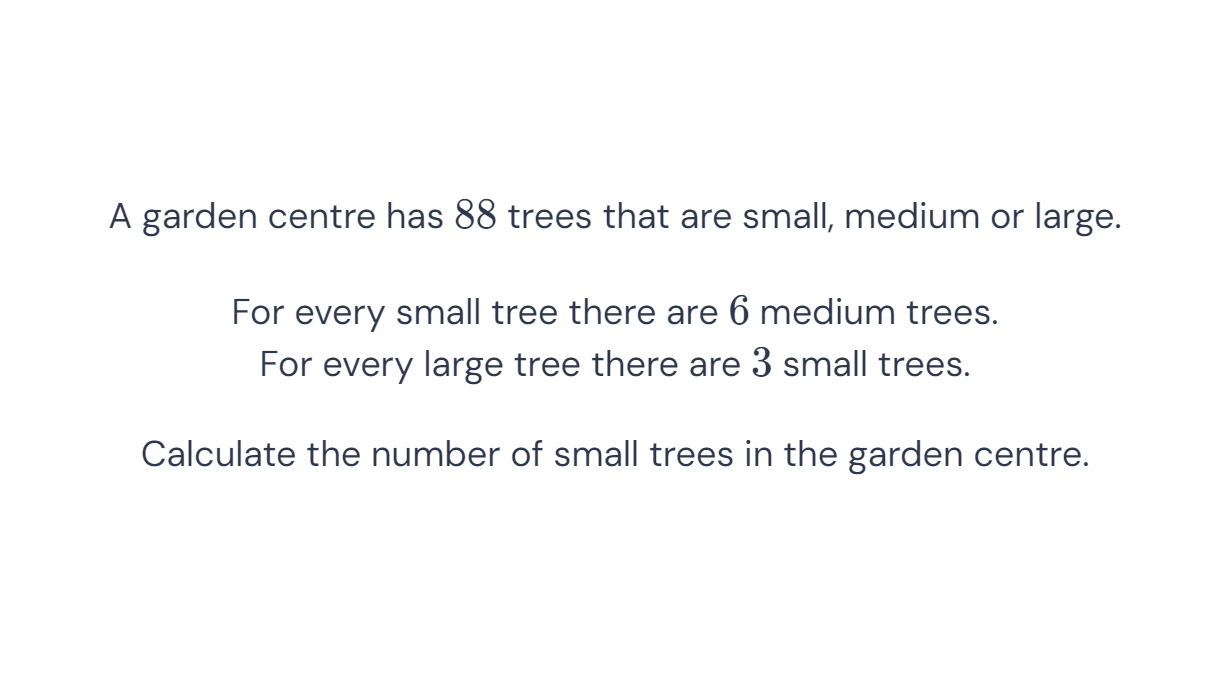 A garden centre has 88 trees that are small, medium or large.
For every small tree there are 6 medium trees.
For every large tree there are 3 small trees.
Calculate the number of small trees in the garden centre.